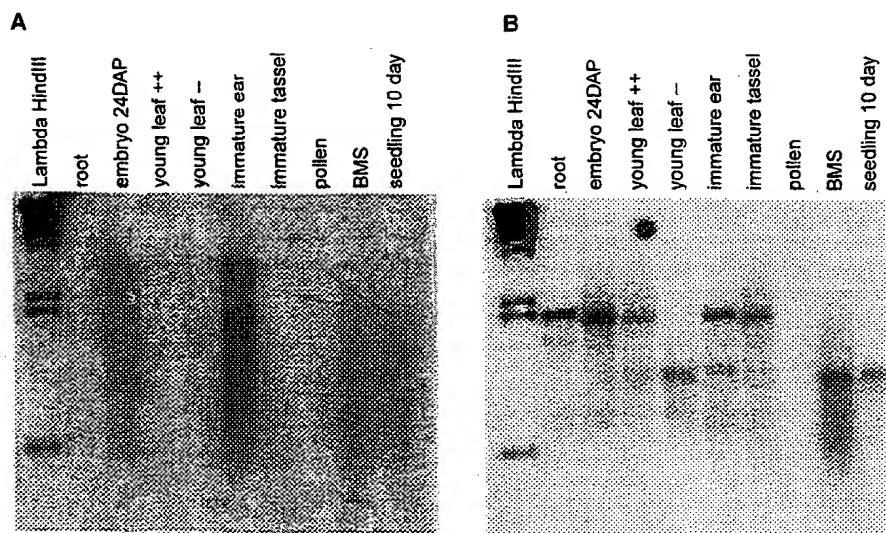 A
Lambda HindIII
root
embryo 24DAP
young leaf ++
young leaf --
immature ear
immature tassel
pollen
BMS
seedling 10 day
B
Lambda HindIII
root
embryo 24DAP
young leaf ++
young leaf --
immature ear
immature tassel
pollen
BMS
seedling 10 day